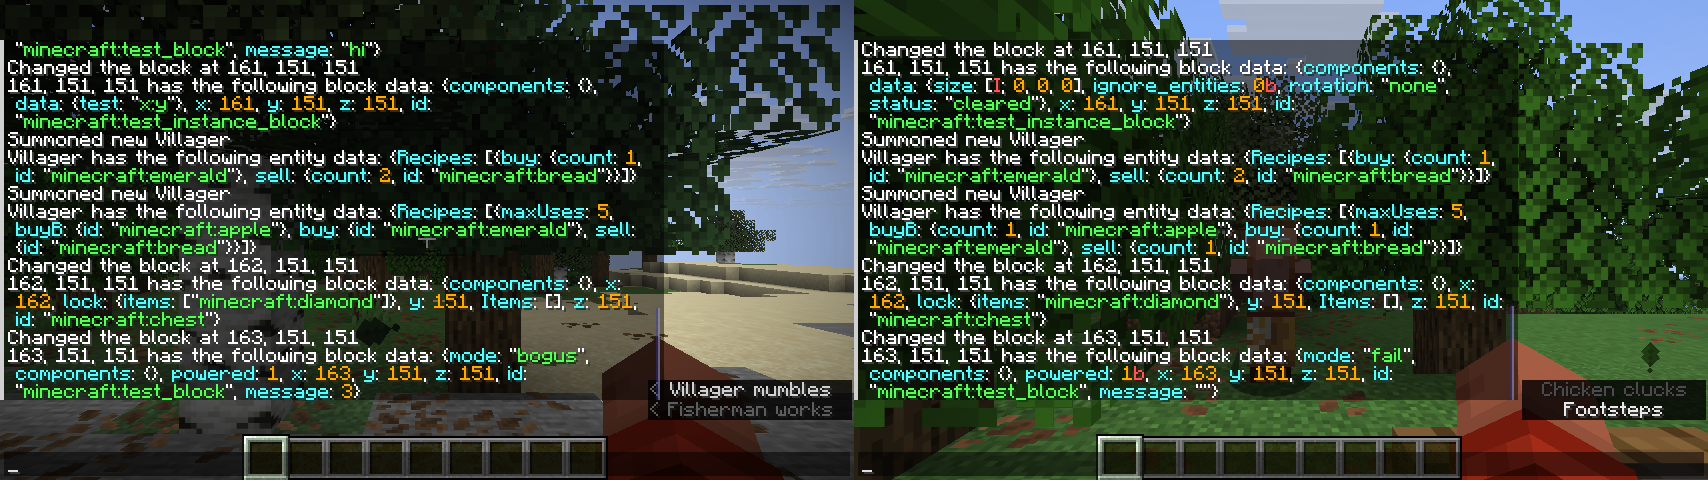 "minecraft:test_block", message: "hi"}
Changed the block at 161, 151, 151
161, 151, 151 has the following block data: {components: {},
data: {test: "x:y"}, x: 161, y: 151, z: 151, id:
"minecraft:test_instance_block"}
Summoned new Villager
Villager has the following entity data: {Recipes: [{buy: {count: 1,
id: "minecraft:emerald"}, sell: {count: 2, id: "minecraft:bread"}}]}
Summoned new Villager
Villager has the following entity data: {Recipes: [{maxUses: 5,
buyB: {id: "minecraft:apple"}, buy: {id: "minecraft:emerald"}, sell:
{id: "minecraft:bread"}}]}
Changed the block at 162, 151, 151
162, 151, 151 has the following block data: {components: {}, x:
162, lock: {items: ["minecraft:diamond"]}, y: 151, Items: [], z: 151,
id: "minecraft:chest"}
Changed the block at 163, 151, 151
163, 151, 151 has the following block data: {mode: "bogus",
components: {}, powered: 1, x: 163, y: 151, z: 151, id:
"minecraft:test_block", message: 3}
< Villager mumbles
< Fisherman works
_
Changed the block at 161, 151, 151
161, 151, 151 has the following block data: {components: {},
data: {size: [I; 0, 0, 0], ignore_entities: 0b, rotation: "none",
status: "cleared"}, x: 161, y: 151, z: 151, id:
"minecraft:test_instance_block"}
Summoned new Villager
Villager has the following entity data: {Recipes: [{buy: {count: 1,
id: "minecraft:emerald"}, sell: {count: 2, id: "minecraft:bread"}}]}
Summoned new Villager
Villager has the following entity data: {Recipes: [{maxUses: 5,
buyB: {count: 1, id: "minecraft:apple"}, buy: {count: 1, id:
"minecraft:emerald"}, sell: {count: 1, id: "minecraft:bread"}}]}
Changed the block at 162, 151, 151
162, 151, 151 has the following block data: {components: {}, x:
162, lock: {items: "minecraft:diamond"}, y: 151, Items: [], z: 151, id:
"minecraft:chest"}
Changed the block at 163, 151, 151
163, 151, 151 has the following block data: {mode: "fail",
components: {}, powered: 1b, x: 163, y: 151, z: 151, id:
"minecraft:test_block", message: ""}
Chicken clucks
Footsteps
_